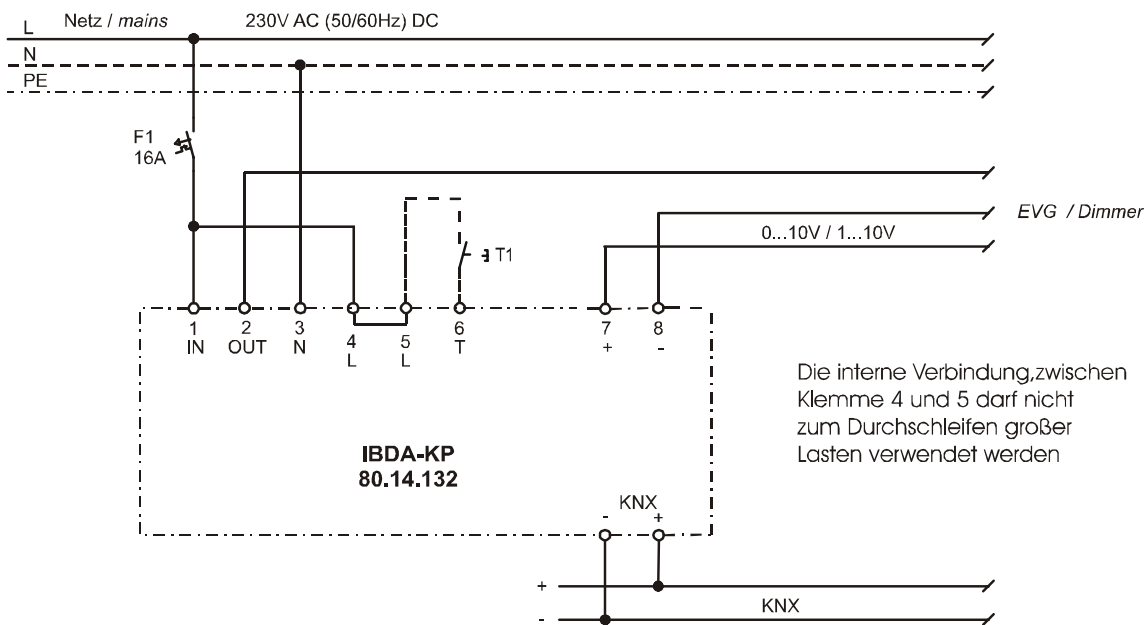 L Netz / mains 230V AC (50/60Hz) DC
N
PE
F1
16A
EVG / Dimmer
0...10V / 1...10V
T1
1 2 3 4 5 6 7 8
IN OUT N L L T + -
Die interne Verbindung,zwischen
Klemme 4 und 5 darf nicht
zum Durchschleifen großer
Lasten verwendet werden
IBDA-KP
80.14.132
KNX
- +
+
KNX
-